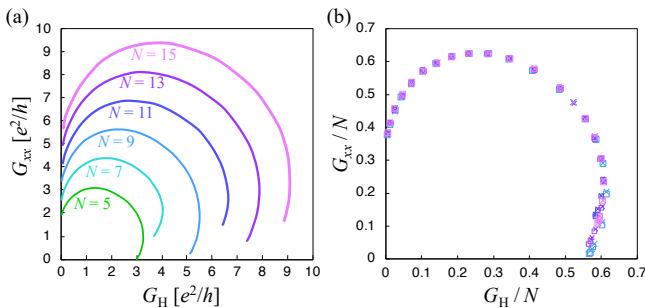 (a)
10
9
8
7
6
5
4
3
2
1
0
G_xx [e²/h]
N = 15
N = 13
N = 11
N = 9
N = 7
N = 5
0 1 2 3 4 5 6 7 8 9 10
G_H [e²/h]
(b)
0.7
0.6
0.5
0.4
0.3
0.2
0.1
0
G_xx / N
0 0.1 0.2 0.3 0.4 0.5 0.6 0.7
G_H / N